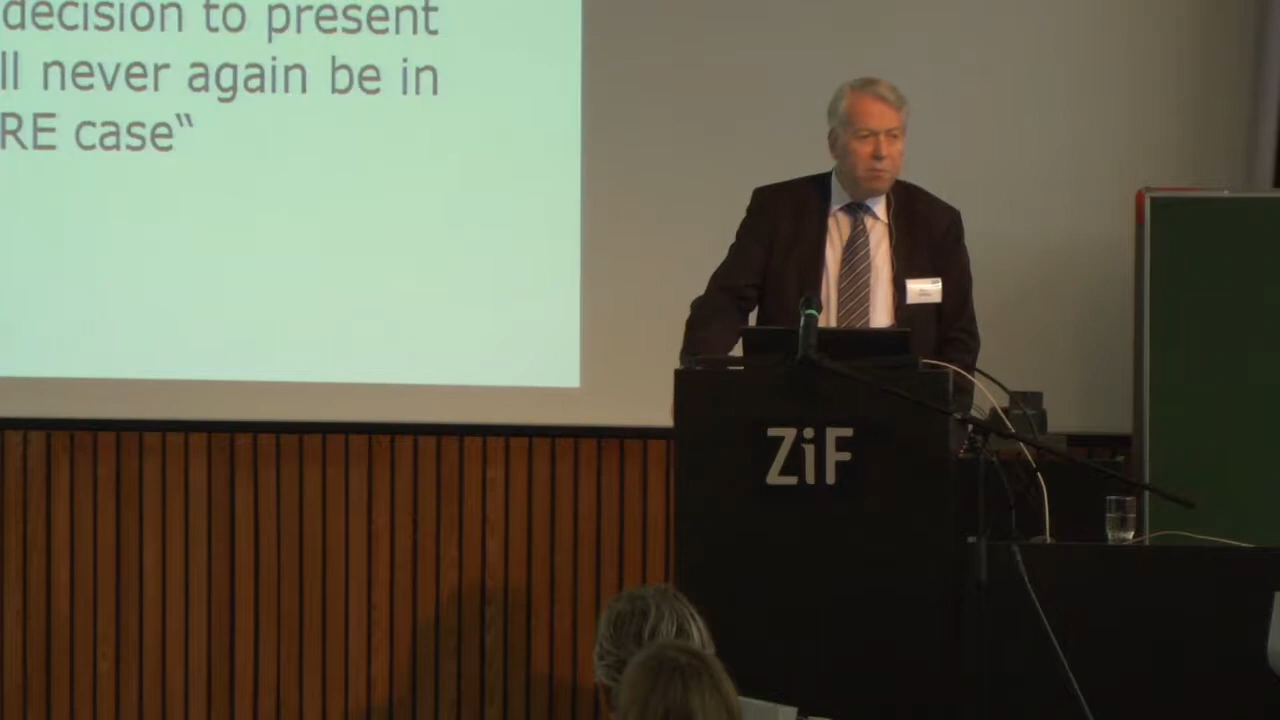 decision to present
ll never again be in
RE case“
ZiF